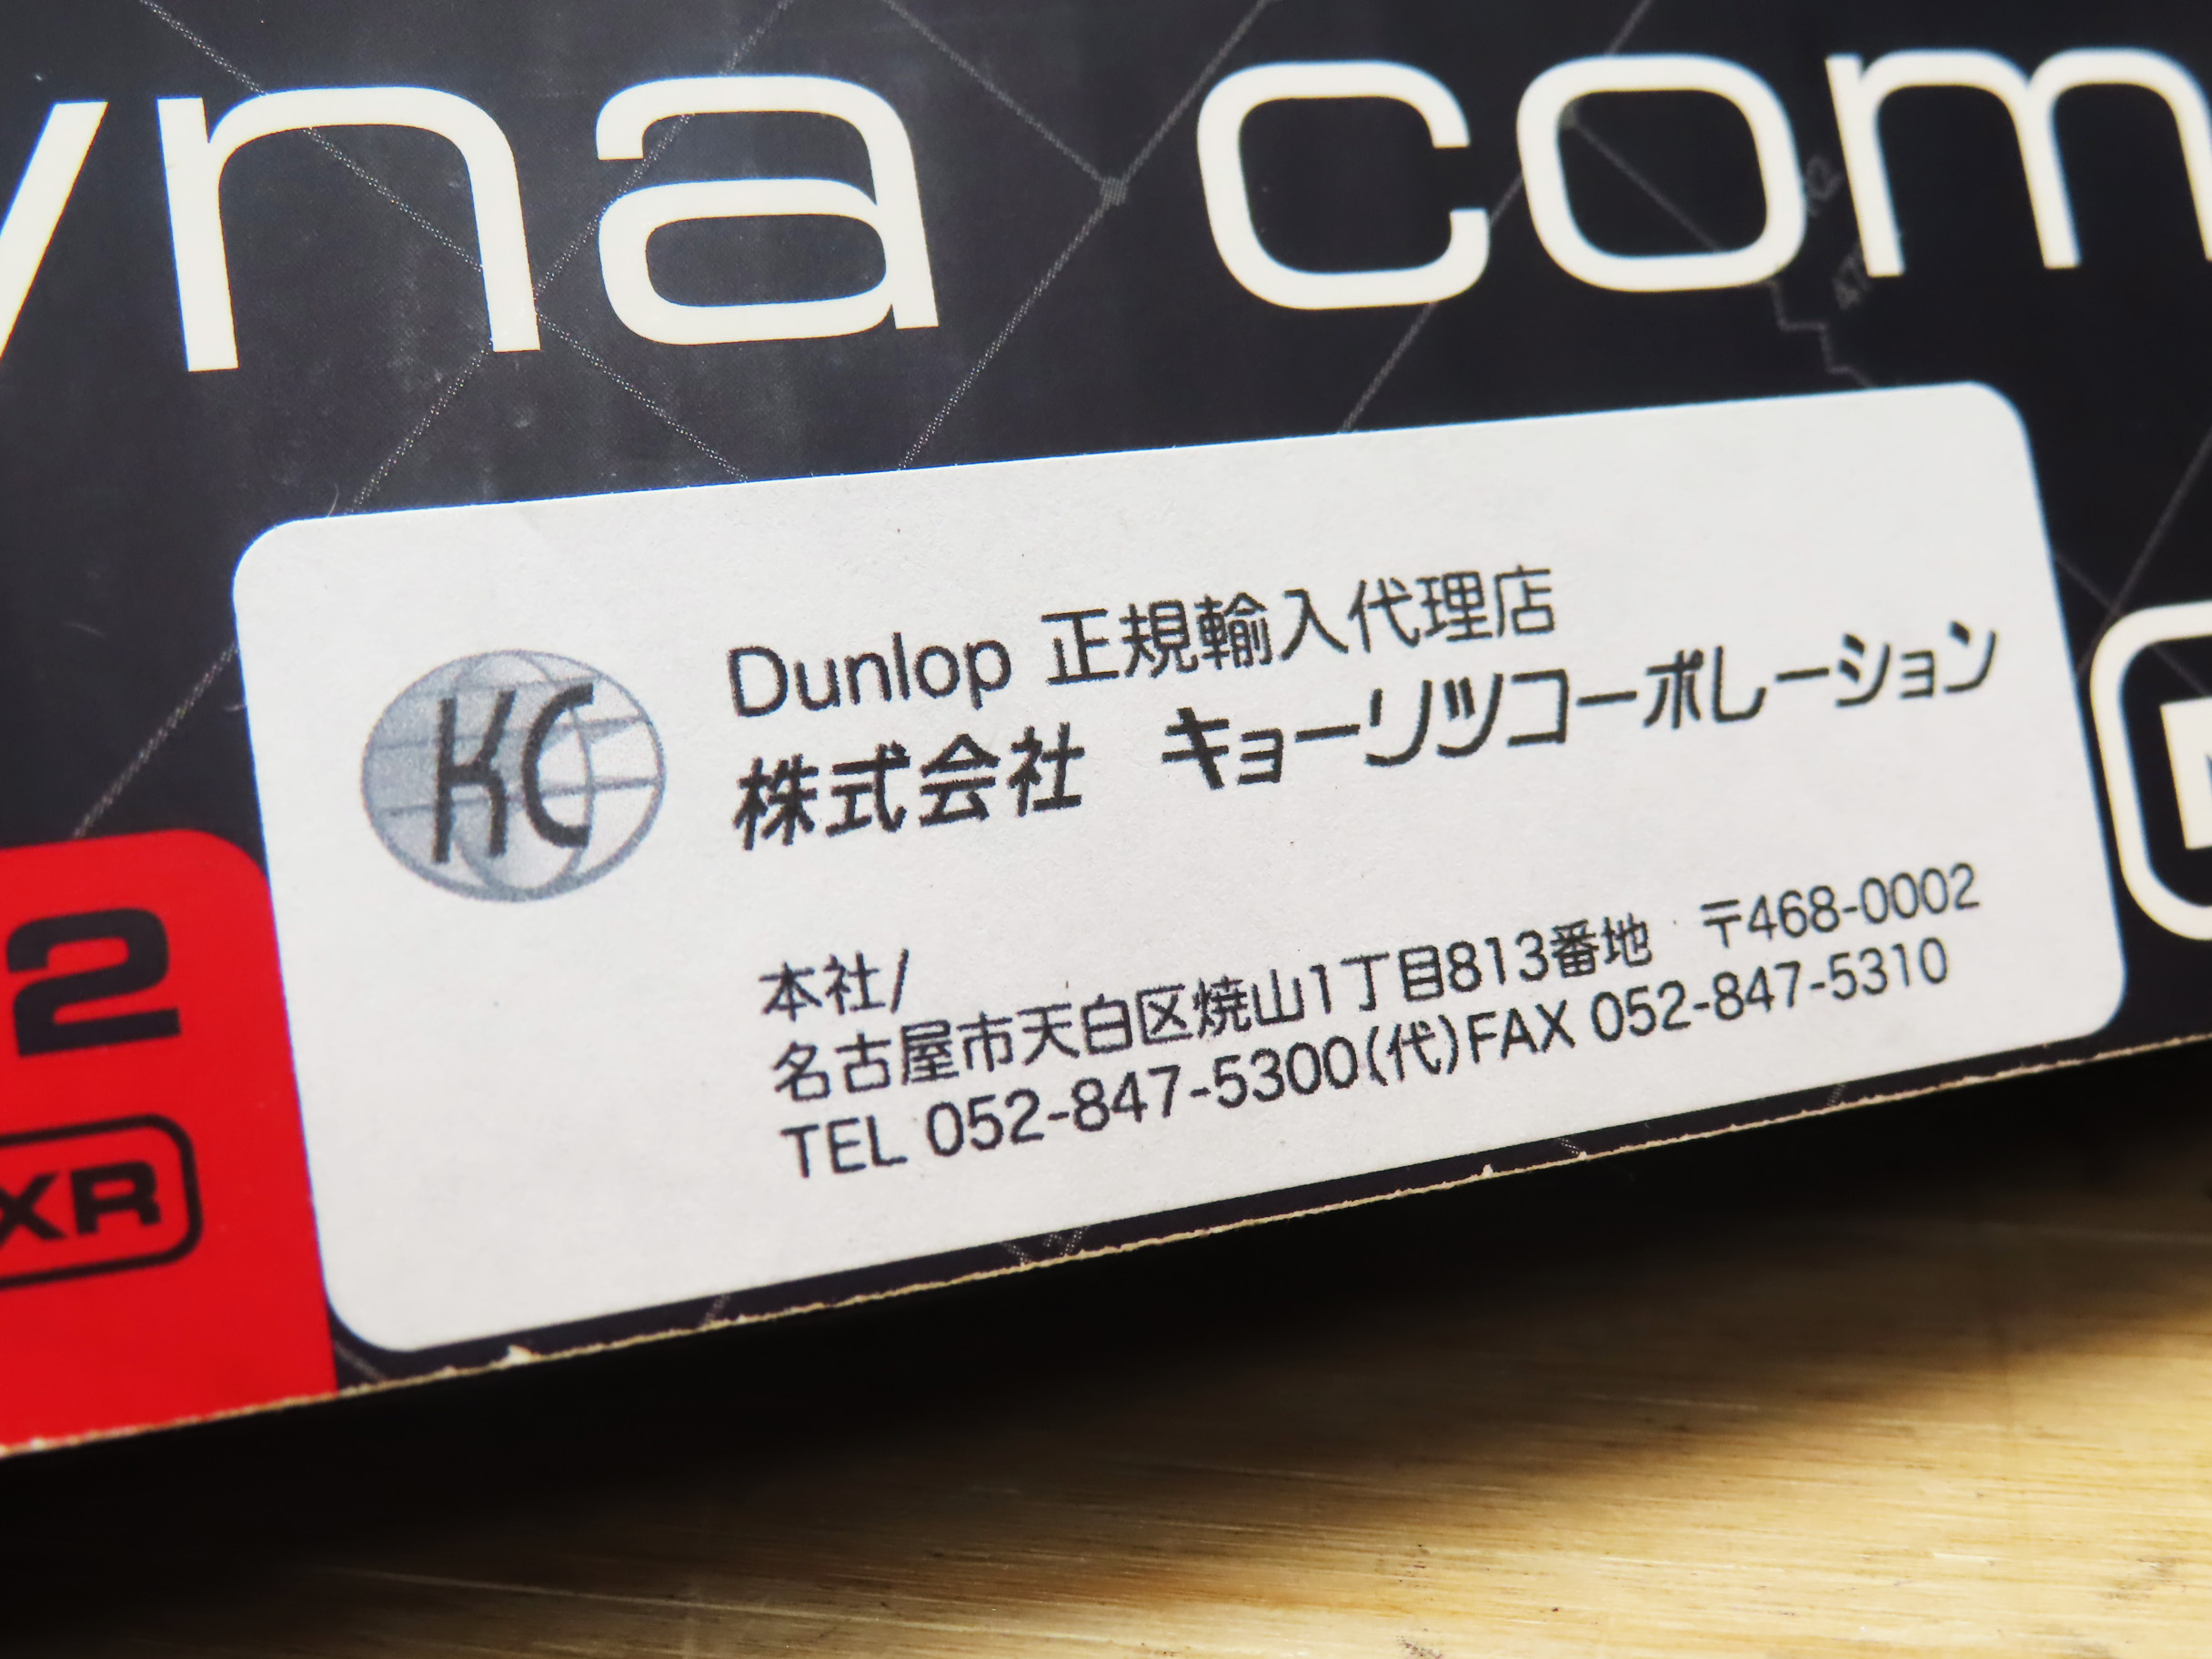 yna com
KC
Dunlop 正規輸入代理店
株式会社 キョーリツコーポレーション
本社/
名古屋市天白区焼山1丁目813番地 〒468-0002
TEL 052-847-5300(代)FAX 052-847-5310
2
XR